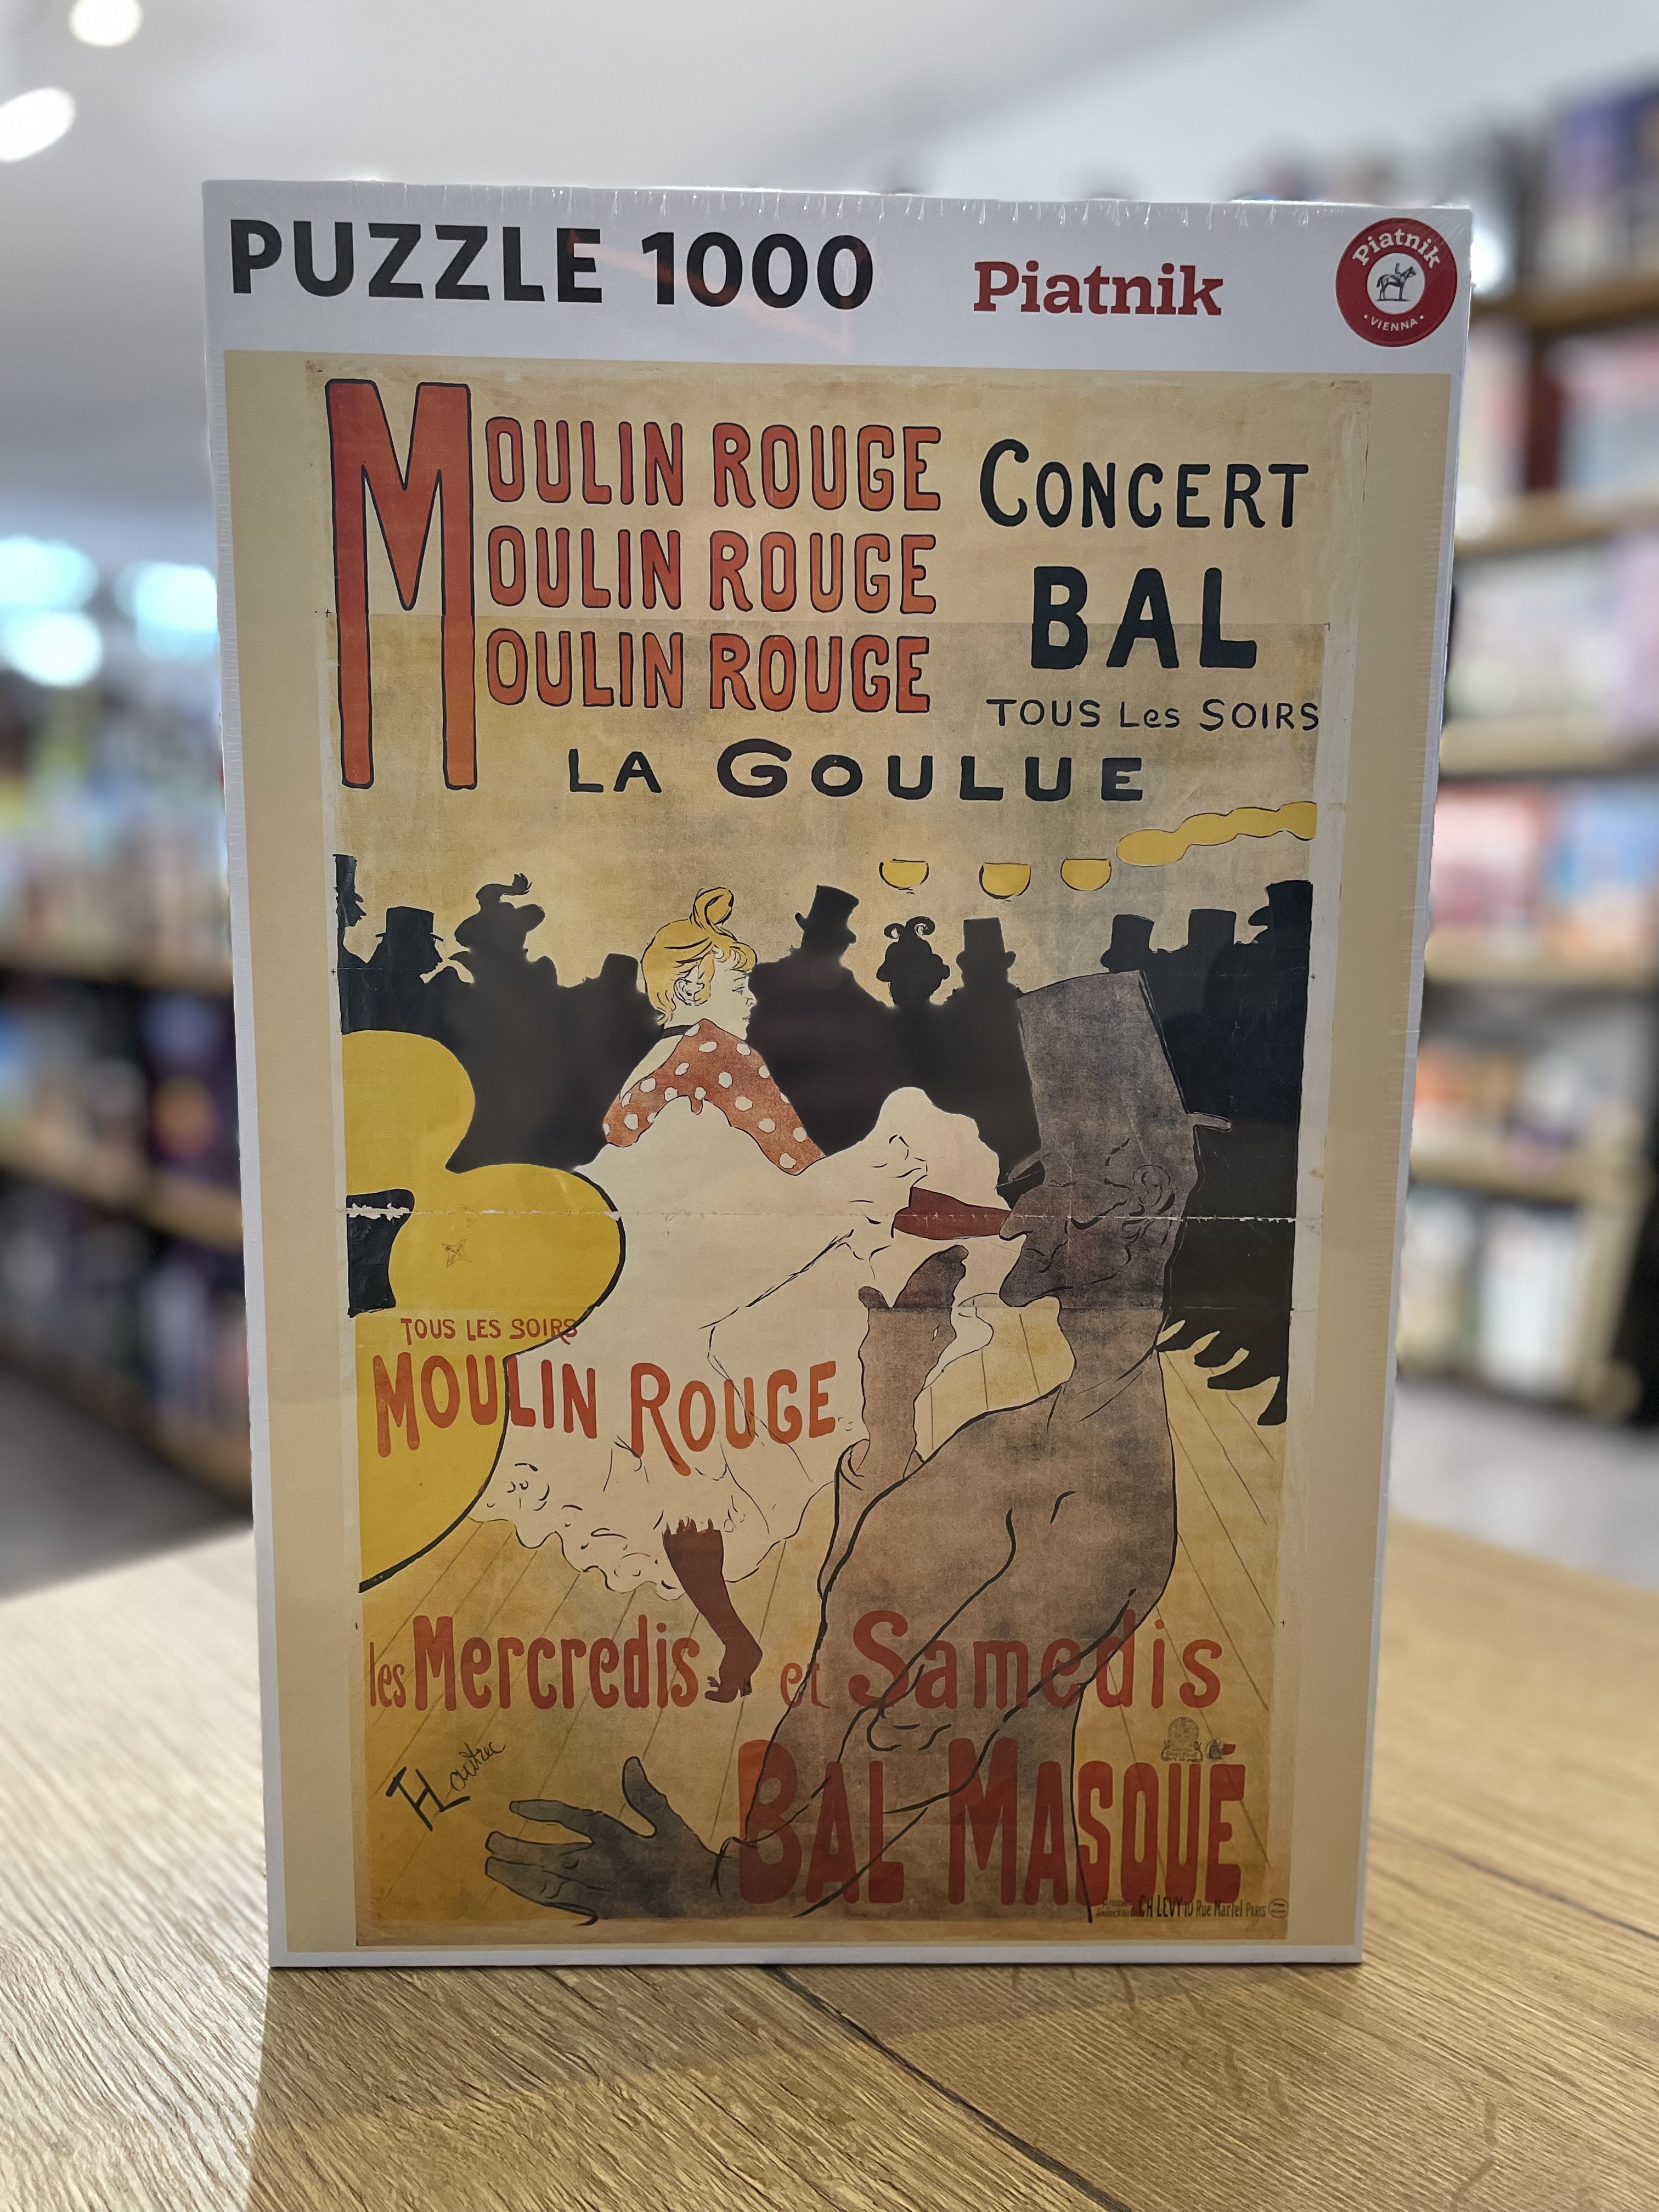 PUZZLE 1000
Piatnik
Piatnik
• VIENNA •
MOULIN ROUGE
OULIN ROUGE
OULIN ROUGE
CONCERT
BAL
TOUS Les SOIRS
LA GOULUE
TOUS LES SOIRS
MOULIN ROUGE
les Mercredis et Samedis
BAL MASQUÉ
HTLautrec
CH LEVY 10 Rue Martel PARIS